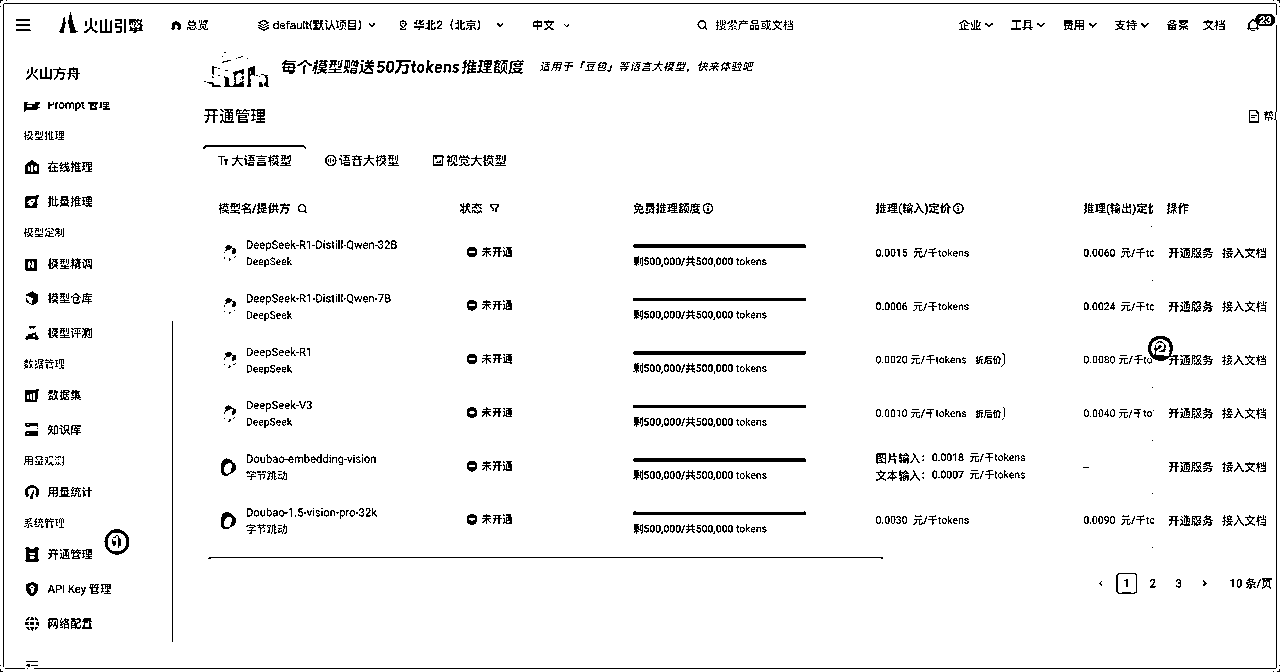 火山引擎 总览 default(默认项目) 华北2（北京） 中文 搜索产品或文档 企业 工具 费用 支持 备案 文档 23
火山方舟
Prompt 管理
模型推理
在线推理
批量推理
模型定制
模型精调
模型仓库
模型评测
数据管理
数据集
知识库
用量观测
用量统计
系统管理
开通管理
API Key 管理
网络配置
每个模型赠送50万tokens推理额度 适用于「豆包」等语言大模型，快来体验吧
开通管理
大语言模型 语音大模型 视觉大模型
模型名/提供方 状态 免费推理额度 推理(输入)定价 推理(输出)定 操作
DeepSeek-R1-Distill-Qwen-32B
DeepSeek
未开通 剩500,000/共500,000 tokens 0.0015 元/千tokens 0.0060 元/千to 开通服务 接入文档
DeepSeek-R1-Distill-Qwen-7B
DeepSeek
未开通 剩500,000/共500,000 tokens 0.0006 元/千tokens 0.0024 元/千to 开通服务 接入文档
DeepSeek-R1
DeepSeek
未开通 剩500,000/共500,000 tokens 0.0020 元/千tokens 折后价 0.0080 元/千to 2 开通服务 接入文档
DeepSeek-V3
DeepSeek
未开通 剩500,000/共500,000 tokens 0.0010 元/千tokens 折后价 0.0040 元/千to 开通服务 接入文档
Doubao-embedding-vision
字节跳动
未开通 剩500,000/共500,000 tokens 图片输入：0.0018 元/千tokens
文本输入：0.0007 元/千tokens - 开通服务 接入文档
Doubao-1.5-vision-pro-32k
字节跳动
未开通 剩500,000/共500,000 tokens 0.0030 元/千tokens 0.0090 元/千to 开通服务 接入文档
1 2 3 10 条/页